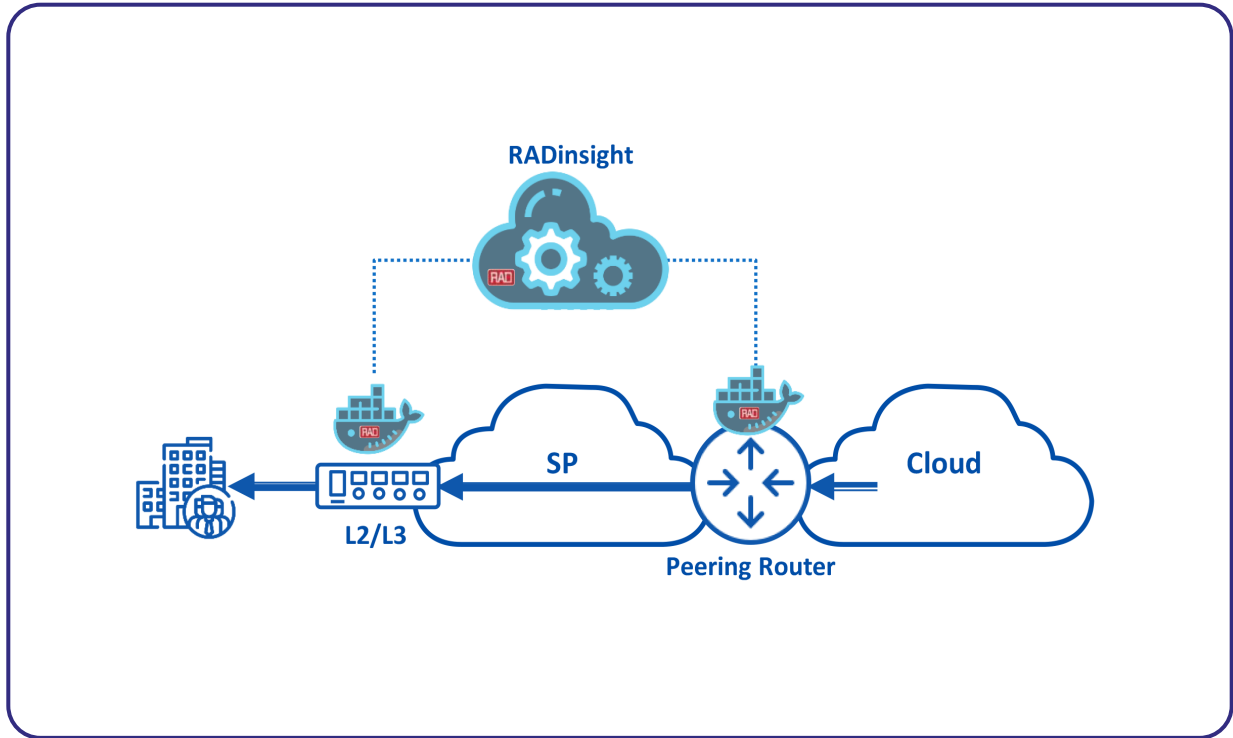 RADinsight
RAD
RAD
RAD
SP
Cloud
L2/L3
Peering Router